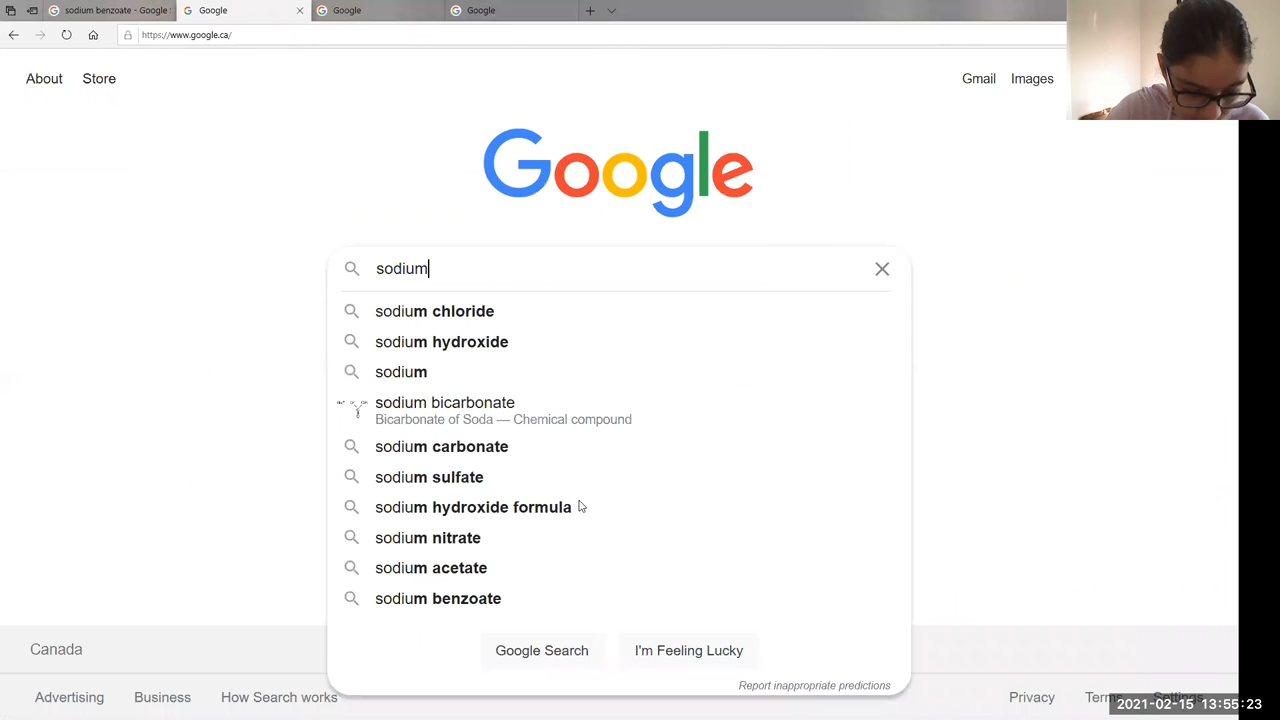 sodium benzoate - Google
Google
Google
Google
https://www.google.ca/
About
Store
Gmail
Images
Google
sodium
sodium chloride
sodium hydroxide
sodium
sodium bicarbonate
Bicarbonate of Soda — Chemical compound
sodium carbonate
sodium sulfate
sodium hydroxide formula
sodium nitrate
sodium acetate
sodium benzoate
Google Search
I'm Feeling Lucky
Report inappropriate predictions
Canada
Advertising
Business
How Search works
Privacy
Terms
Settings
2021-02-15 13:55:23